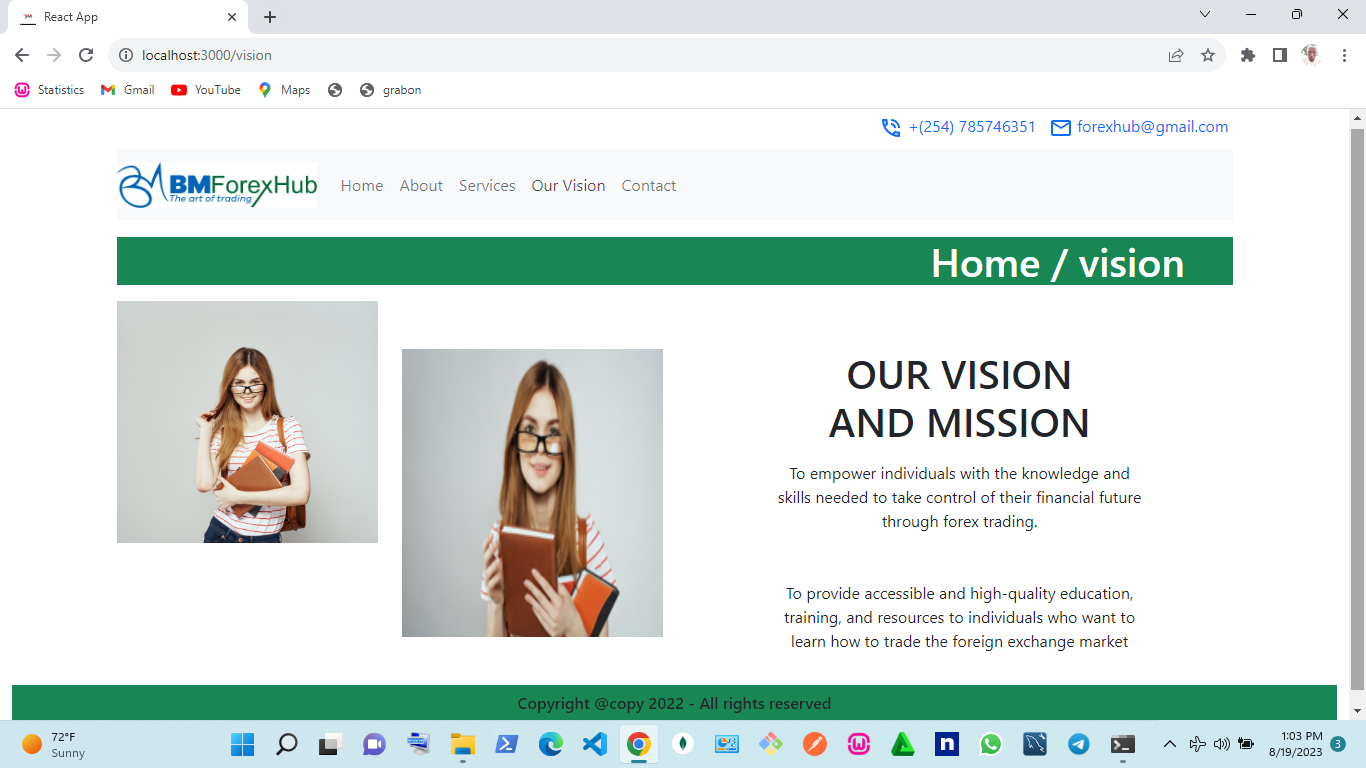 React App
localhost:3000/vision
Statistics Gmail YouTube Maps grabon
+(254) 785746351 forexhub@gmail.com
BMForexHub
The art of trading
Home About Services Our Vision Contact
Home / vision
OUR VISION
AND MISSION
To empower individuals with the knowledge and
skills needed to take control of their financial future
through forex trading.
To provide accessible and high-quality education,
training, and resources to individuals who want to
learn how to trade the foreign exchange market
Copyright @copy 2022 - All rights reserved
72°F
Sunny
1:03 PM
8/19/2023
3